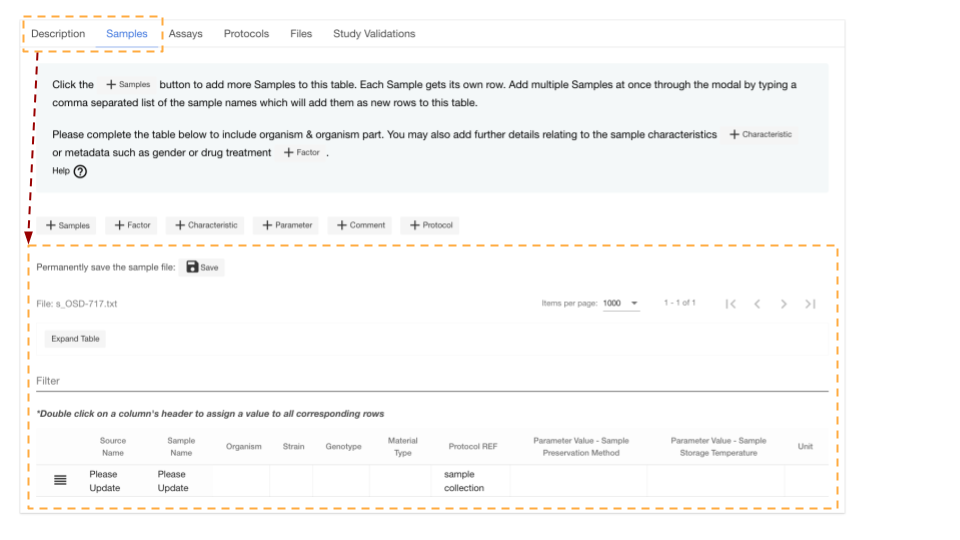 Description Samples Assays Protocols Files Study Validations
Click the + Samples button to add more Samples to this table. Each Sample gets its own row. Add multiple Samples at once through the modal by typing a
comma separated list of the sample names which will add them as new rows to this table.
Please complete the table below to include organism & organism part. You may also add further details relating to the sample characteristics + Characteristic
or metadata such as gender or drug treatment + Factor .
Help ?
+ Samples + Factor + Characteristic + Parameter + Comment + Protocol
Permanently save the sample file: Save
File: s_OSD-717.txt Items per page: 1000 1 - 1 of 1
Expand Table
Filter
*Double click on a column's header to assign a value to all corresponding rows
Source Sample Material Parameter Value - Sample Parameter Value - Sample
Organism Strain Genotype Protocol REF Unit
Name Name Type Preservation Method Storage Temperature
Please Please sample
Update Update collection